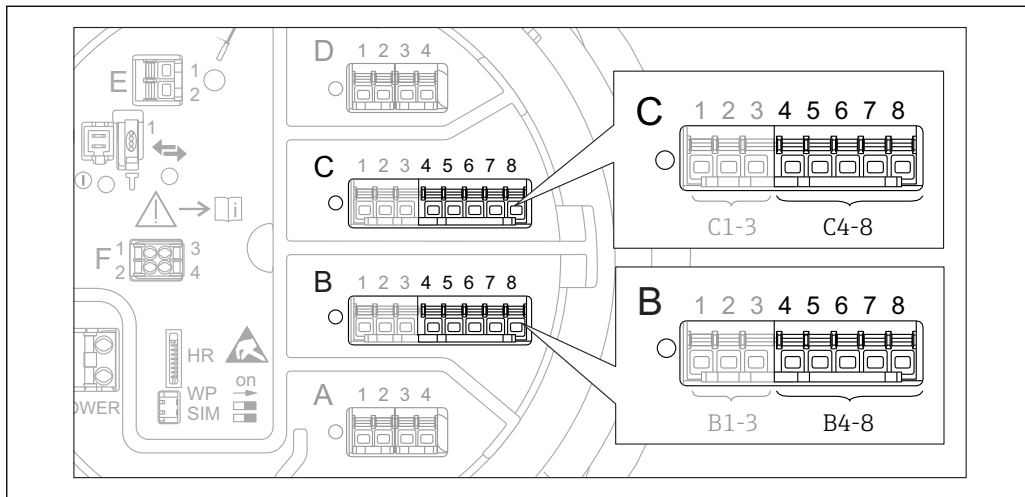 D 1 2 3 4
E 1
2
1
C 1 2 3 4 5 6 7 8
i
F 1 3
2 4
B 1 2 3 4 5 6 7 8
HR
WP on
SIM
OWER
A 1 2 3 4
C 1 2 3 4 5 6 7 8
C1-3 C4-8
B 1 2 3 4 5 6 7 8
B1-3 B4-8